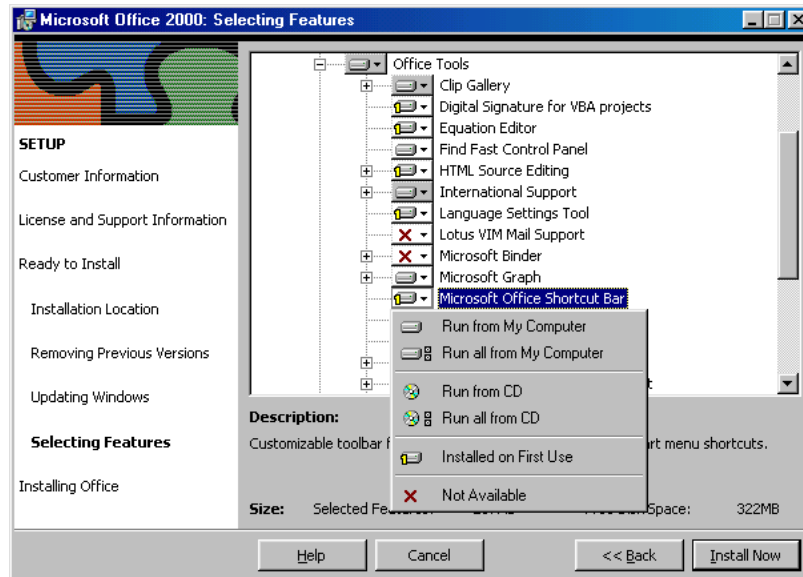 Microsoft Office 2000: Selecting Features
SETUP
Customer Information
License and Support Information
Ready to Install
Installation Location
Removing Previous Versions
Updating Windows
Selecting Features
Installing Office
Office Tools
Clip Gallery
Digital Signature for VBA projects
Equation Editor
Find Fast Control Panel
HTML Source Editing
International Support
Language Settings Tool
Lotus VIM Mail Support
Microsoft Binder
Microsoft Graph
Microsoft Office Shortcut Bar
Run from My Computer
Run all from My Computer
Run from CD
Run all from CD
Installed on First Use
Not Available
Description:
Customizable toolbar menu shortcuts.
Size: Selected Space: 322MB
Help Cancel << Back Install Now